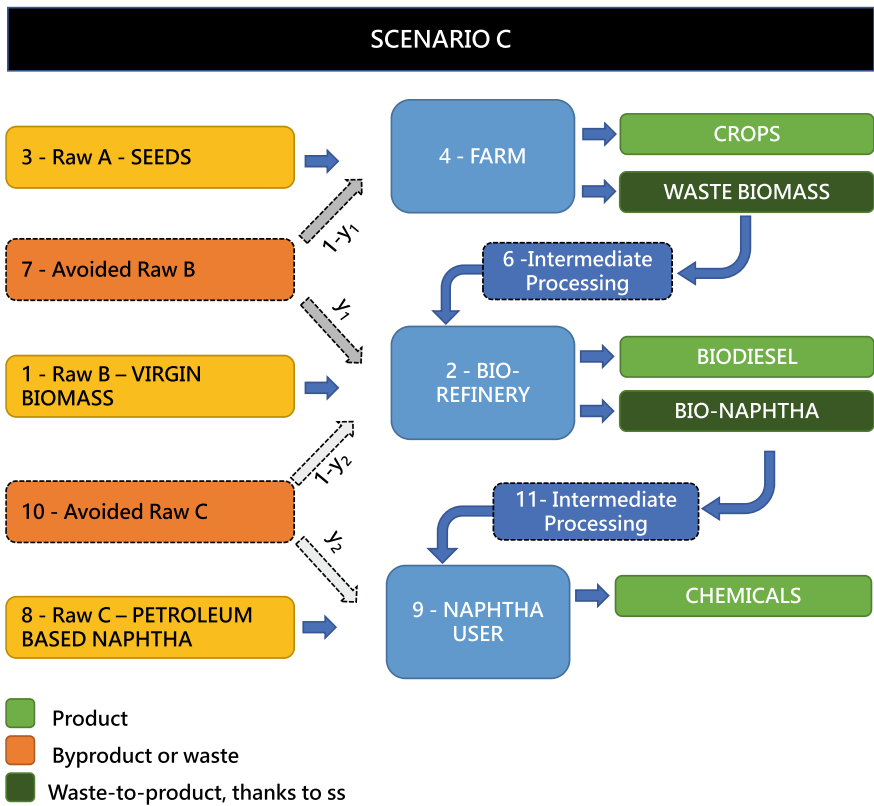 SCENARIO C
3 - Raw A - SEEDS
4 - FARM
CROPS
WASTE BIOMASS
1-y1
7 - Avoided Raw B
6 -Intermediate
Processing
y1
1 - Raw B – VIRGIN
BIOMASS
2 - BIO-
REFINERY
BIODIESEL
BIO-NAPHTHA
1-y2
10 - Avoided Raw C
11- Intermediate
Processing
y2
8 - Raw C – PETROLEUM
BASED NAPHTHA
9 - NAPHTHA
USER
CHEMICALS
Product
Byproduct or waste
Waste-to-product, thanks to ss